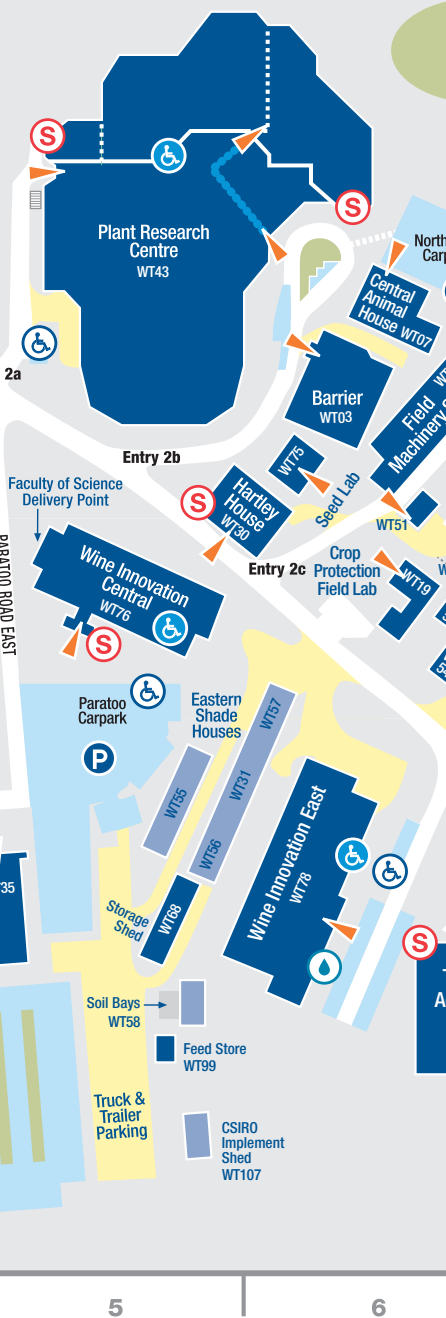 S
Plant Research
Centre
WT43
S
North
Carp
Central
Animal
House WT07
2a
Barrier
WT03
Field
Machinery
Entry 2b
WT75
Seed Lab
Faculty of Science
Delivery Point
S
Hartley
House
WT30
WT51
Entry 2c
Crop
Protection
Field Lab
WT19
PARATOO ROAD EAST
Wine Innovation
Central
WT76
S
Paratoo
Carpark
P
Eastern
Shade
Houses
WT57
WT31
WT55
WT56
Wine Innovation East
WT78
35
Storage
Shed
WT68
S
A
Soil Bays
WT58
Feed Store
WT99
Truck &
Trailer
Parking
CSIRO
Implement
Shed
WT107
5
6